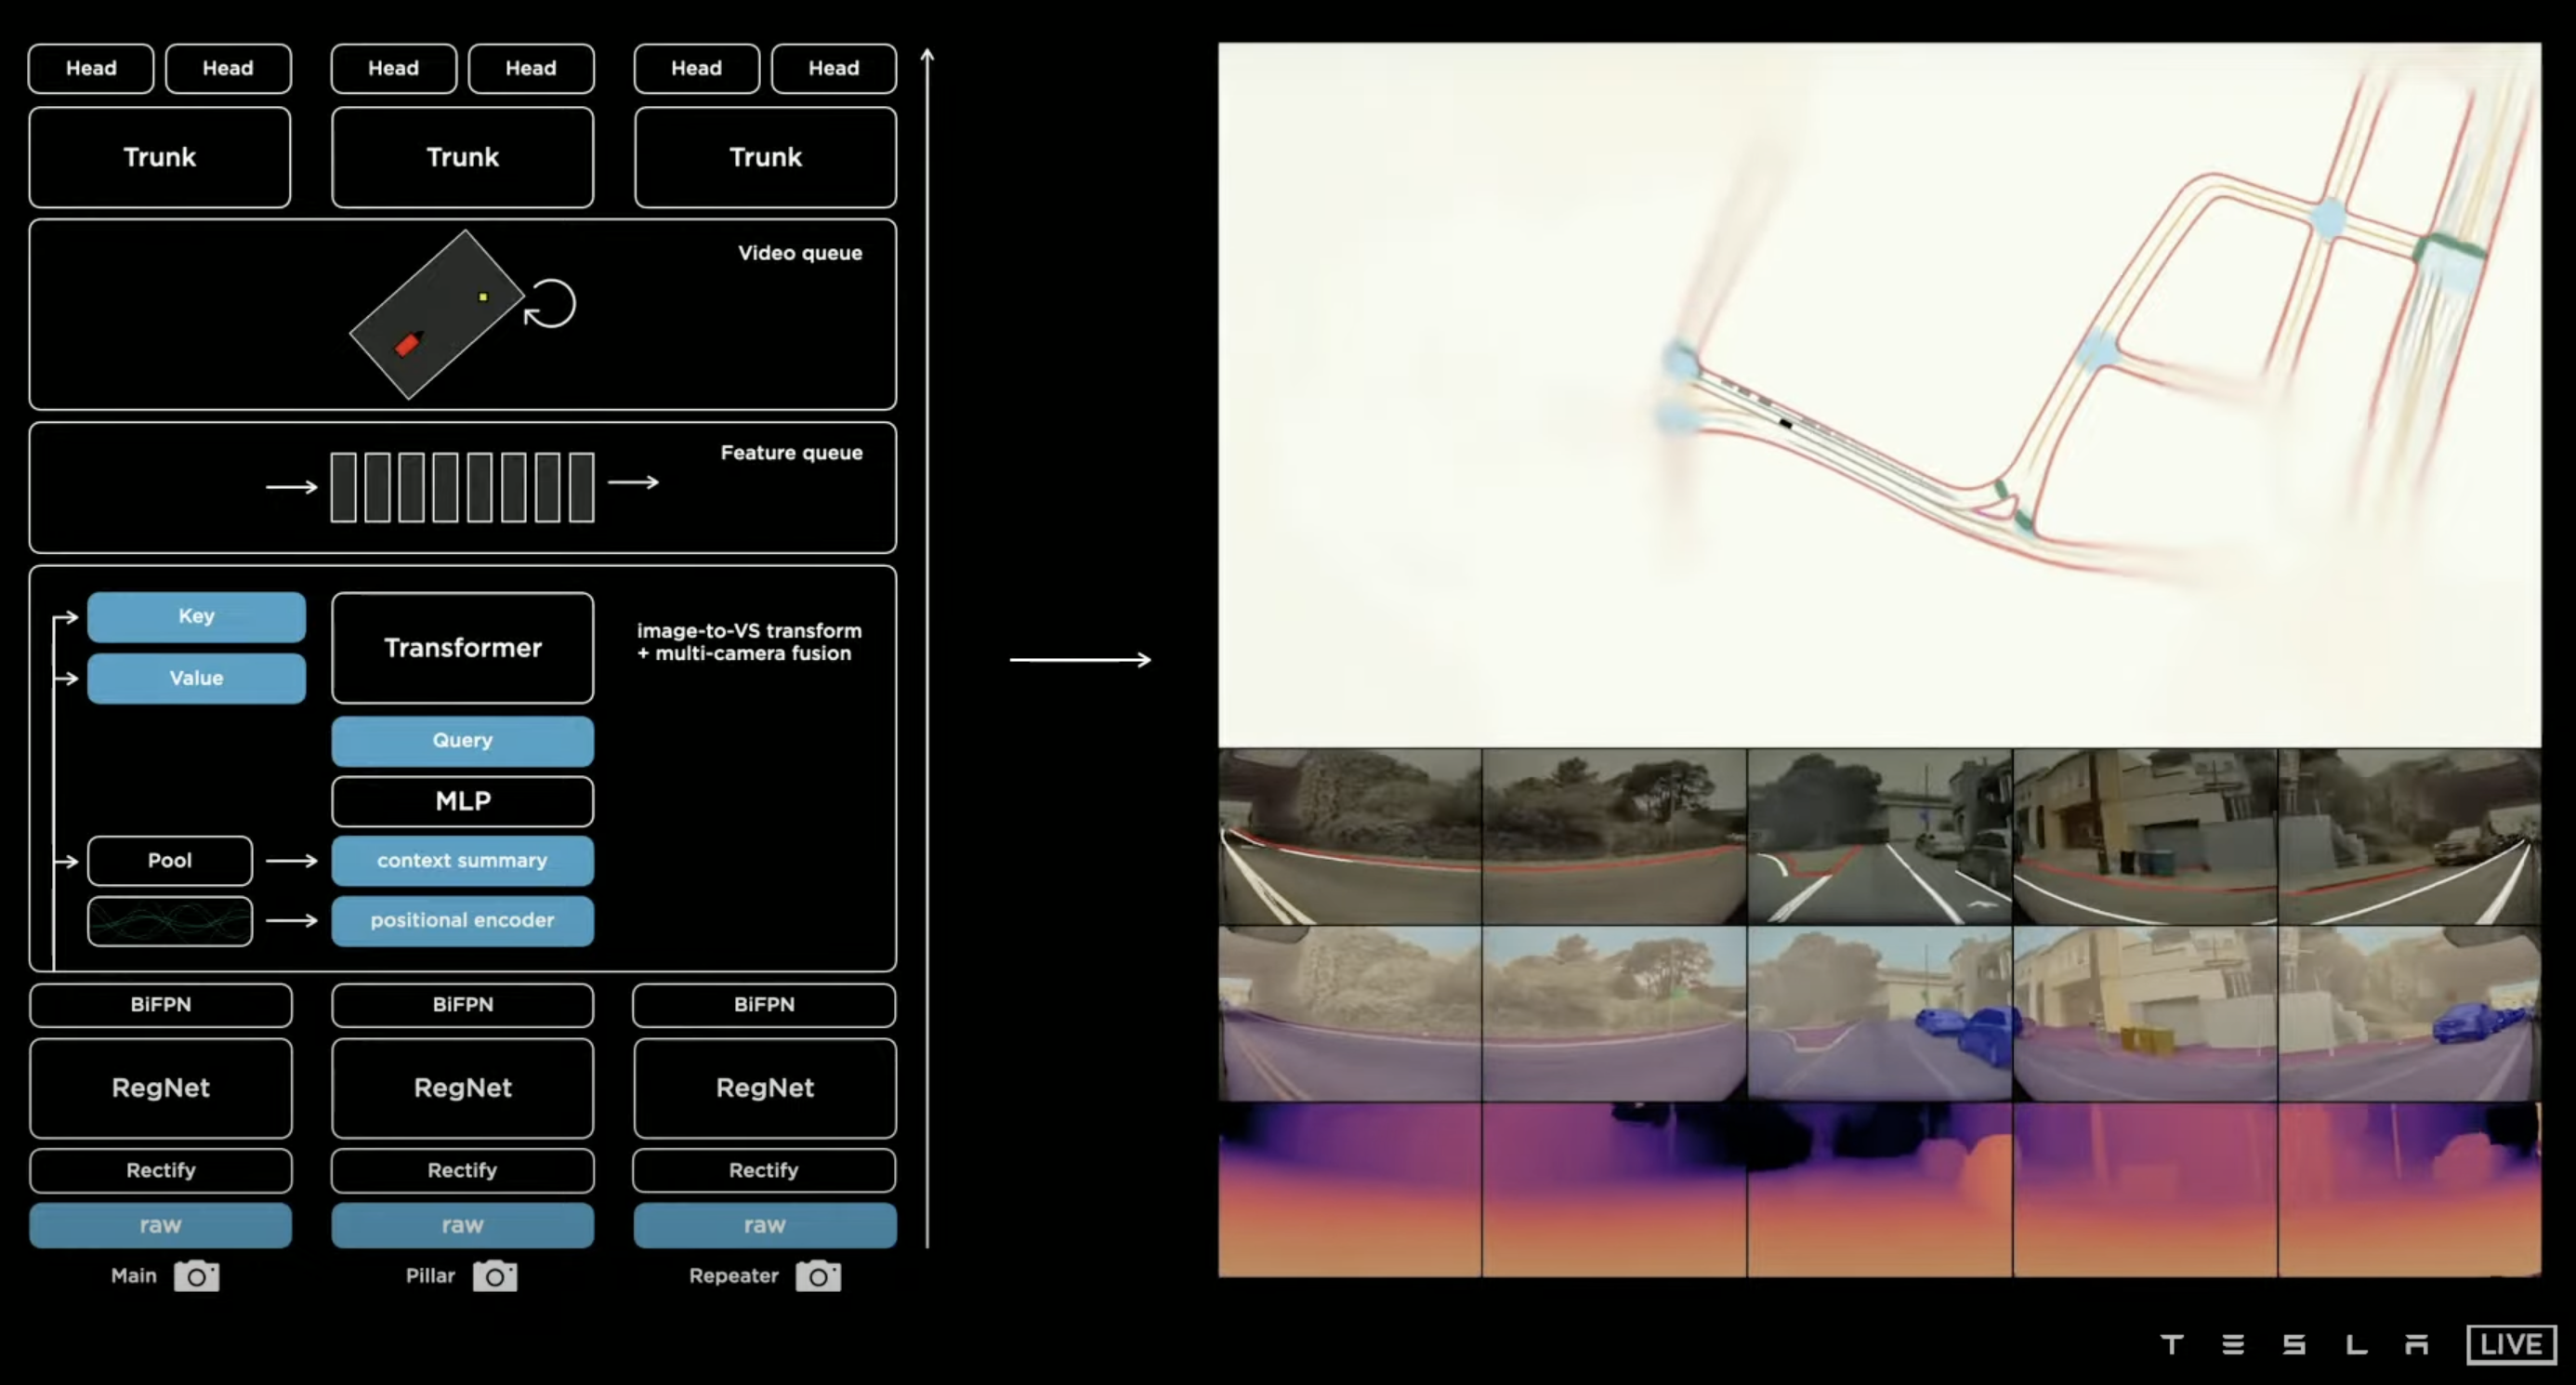 Head Head Head Head Head Head
Trunk Trunk Trunk
Video queue
Feature queue
Key
Value
Transformer
image-to-VS transform
+ multi-camera fusion
Query
MLP
Pool
context summary
positional encoder
BiFPN BiFPN BiFPN
RegNet RegNet RegNet
Rectify Rectify Rectify
raw raw raw
Main Pillar Repeater
TESLA LIVE